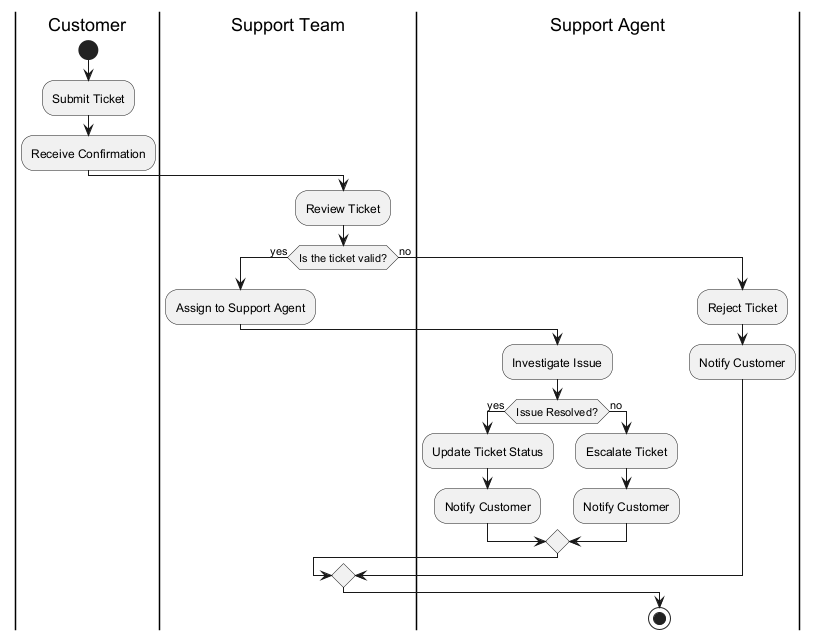 Customer
Support Team
Support Agent
Submit Ticket
Receive Confirmation
Review Ticket
yes
Is the ticket valid?
no
Assign to Support Agent
Reject Ticket
Investigate Issue
Notify Customer
yes
Issue Resolved?
no
Update Ticket Status
Escalate Ticket
Notify Customer
Notify Customer